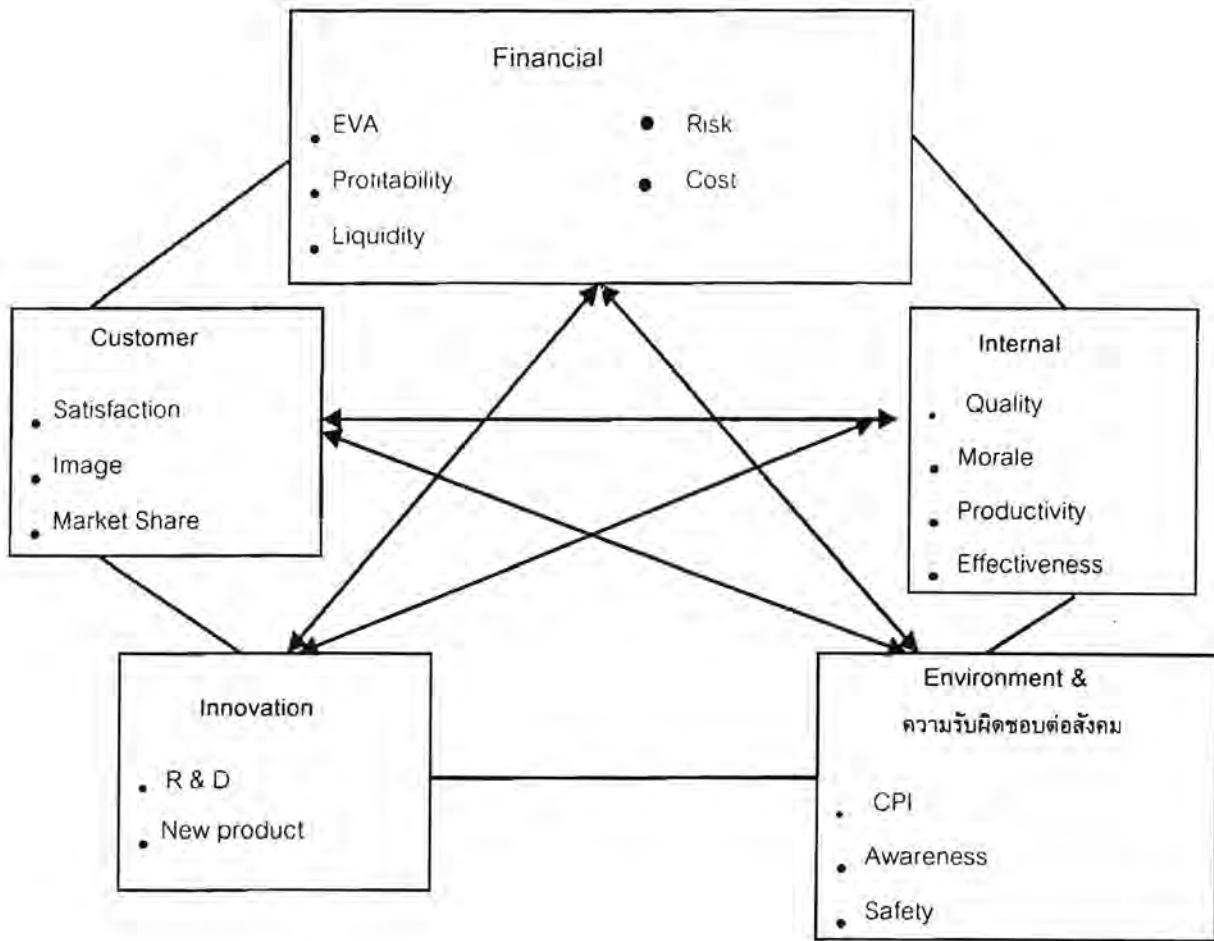 Financial
EVA
Profitability
Liquidity
Risk
Cost
Customer
Satisfaction
Image
Market Share
Internal
Quality
Morale
Productivity
Effectiveness
Innovation
R & D
New product
Environment &
ความรับผิดชอบต่อสังคม
CPI
Awareness
Safety